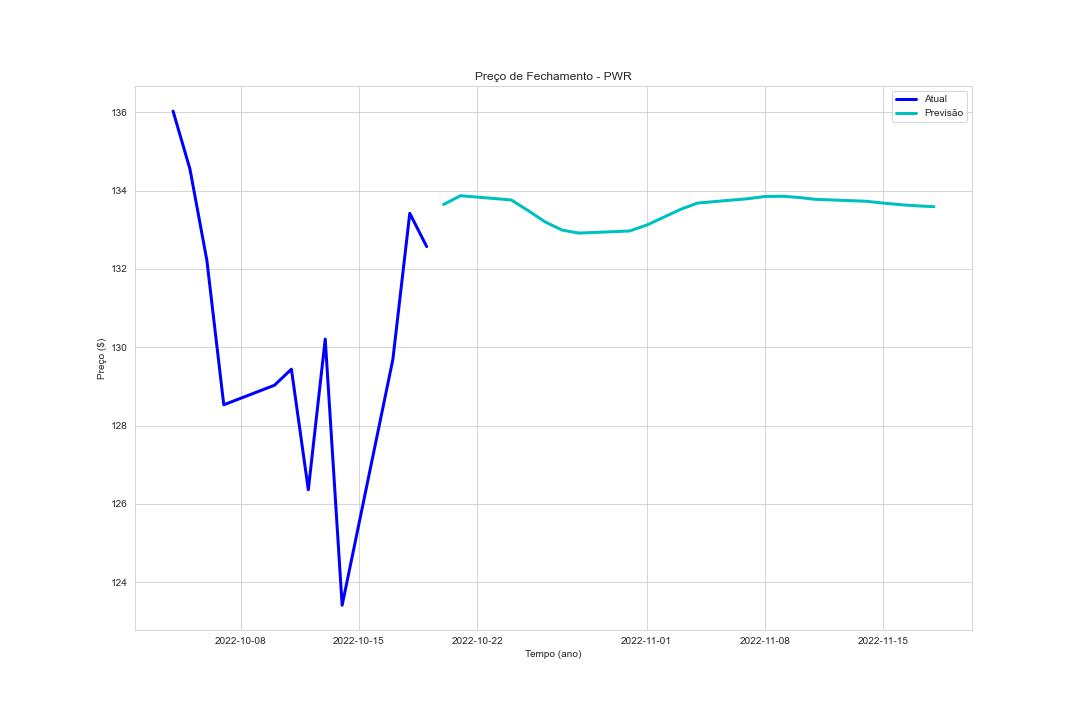 Preço de Fechamento - PWR
Atual
Previsão
136
134
132
130
128
126
124
Preço ($)
2022-10-08
2022-10-15
2022-10-22
2022-11-01
2022-11-08
2022-11-15
Tempo (ano)